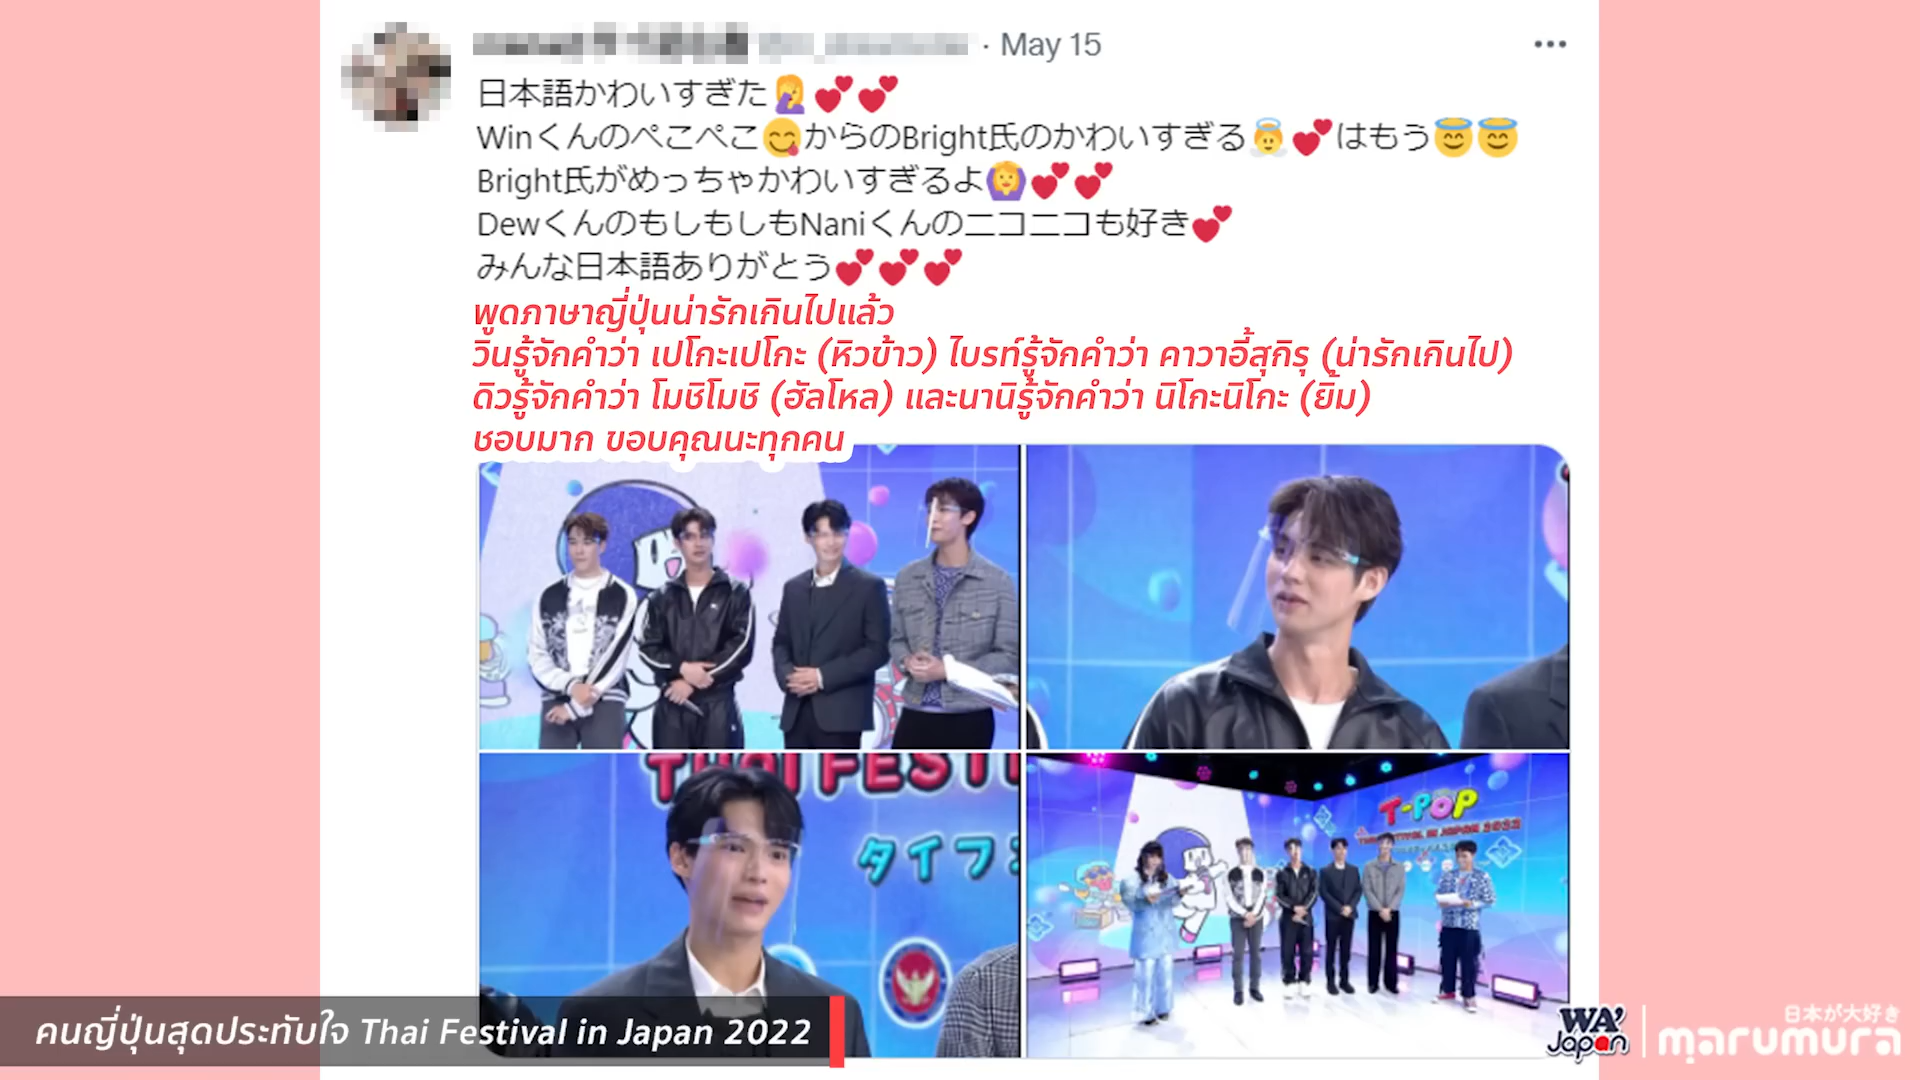 · May 15
日本語かわいすぎた🤦💕💕
Winくんのぺこぺこ😋からのBright氏のかわいすぎる👼💕はもう😇😇
Bright氏がめっちゃかわいすぎるよ🙆💕💕
DewくんのもしもしもNaniくんのニコニコも好き💕
みんな日本語ありがとう💕💕💕
พูดภาษาญี่ปุ่นน่ารักเกินไปแล้ว
วินรู้จักคำว่า เปโกะเปโกะ (หิวข้าว) ไบรท์รู้จักคำว่า คาวาอี้สุกิรุ (น่ารักเกินไป)
ดิวรู้จักคำว่า โมชิโมชิ (ฮัลโหล) และนานิรู้จักคำว่า นิโกะนิโกะ (ยิ้ม)
ชอบมาก ขอบคุณนะทุกคน
THAI FESTI
タイフ
T-POP
THAI FESTIVAL IN JAPAN 2022
คนญี่ปุ่นสุดประทับใจ Thai Festival in Japan 2022
WA' Japan
日本が大好き
marumura